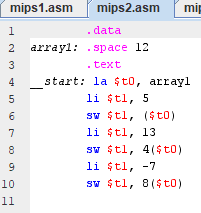 mips1.asm mips2.asm mip
1 .data
2 array1: .space 12
3 .text
4 __start: la $t0, array1
5 li $t1, 5
6 sw $t1, ($t0)
7 li $t1, 13
8 sw $t1, 4($t0)
9 li $t1, -7
10 sw $t1, 8($t0)
11